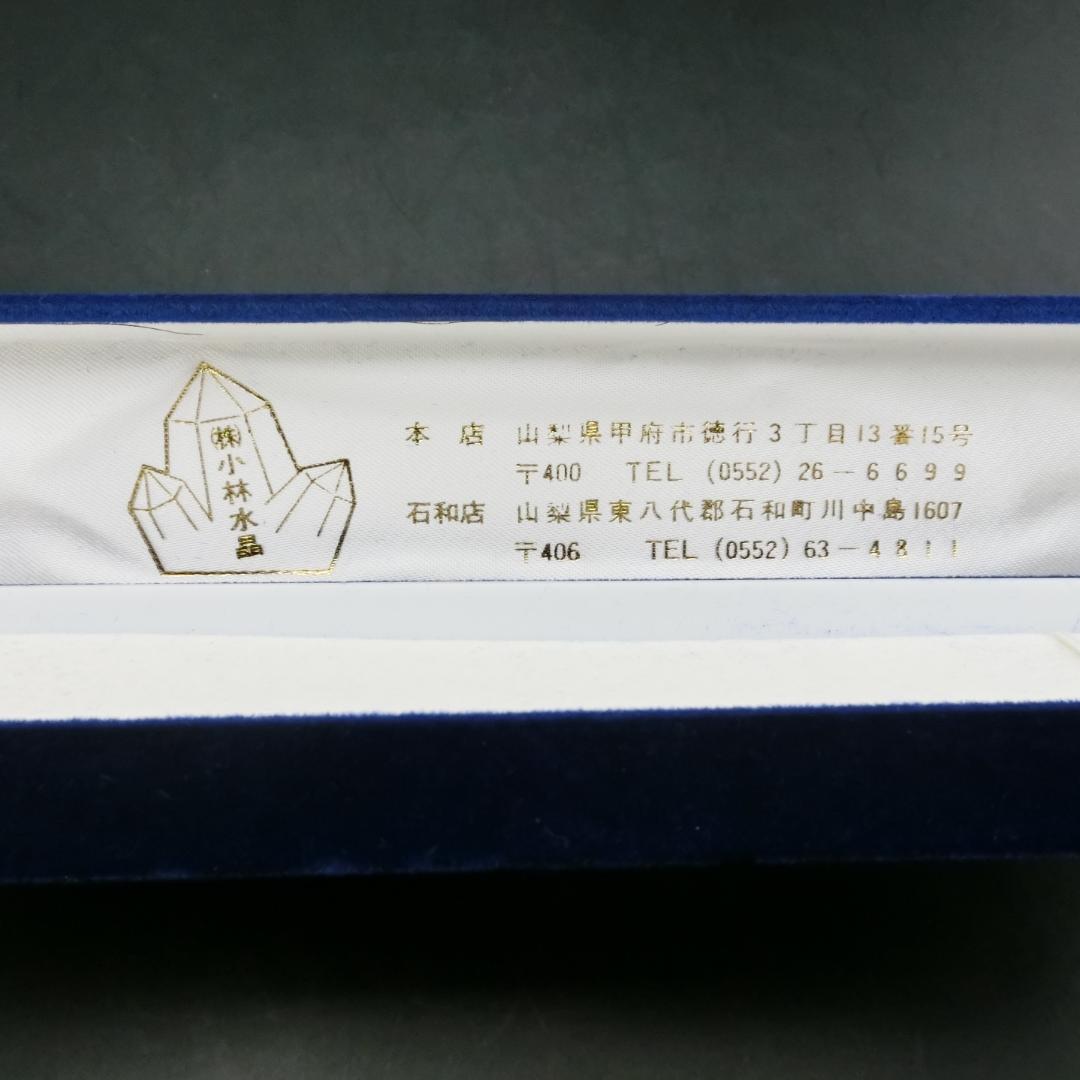 ㈱小林水晶
本店 山梨県甲府市徳行3丁目13番15号
〒400 TEL (0552) 26-6699
石和店 山梨県東八代郡石和町川中島1607
〒406 TEL (0552) 63-4811